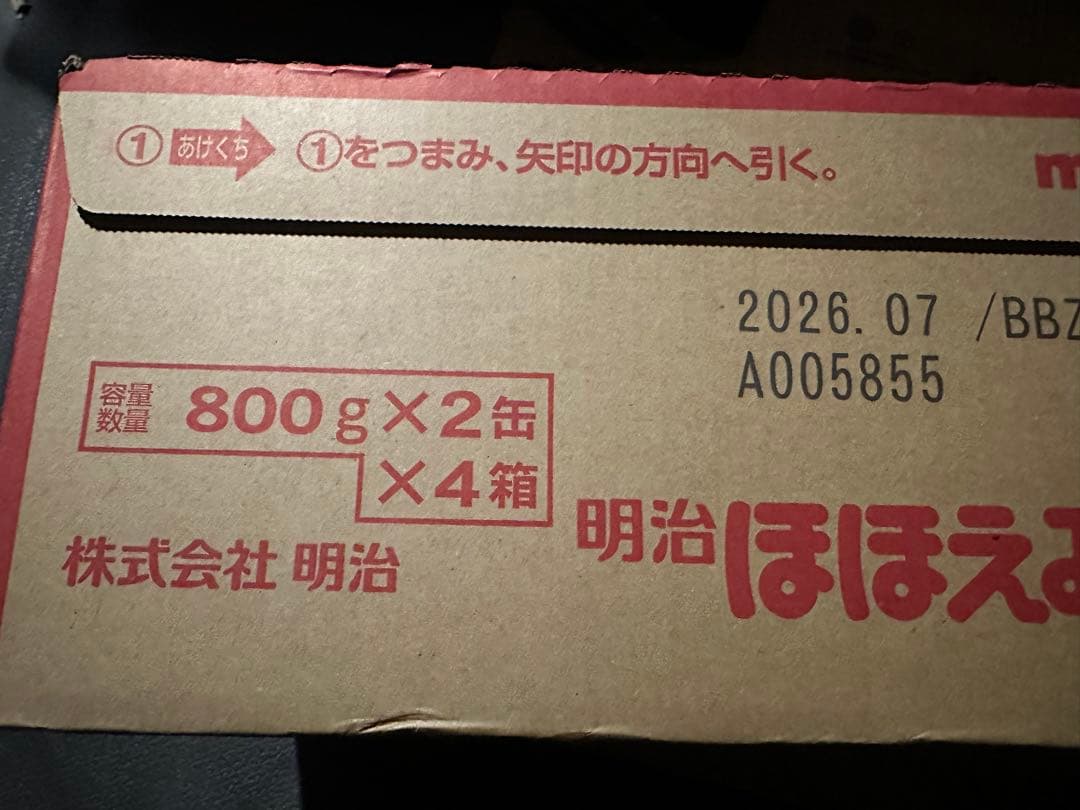 ① あけくち ①をつまみ、矢印の方向へ引く。
2026.07 /BBZ
A005855
容量
数量 800g×2缶
×4箱
明治ほほえみ
株式会社 明治